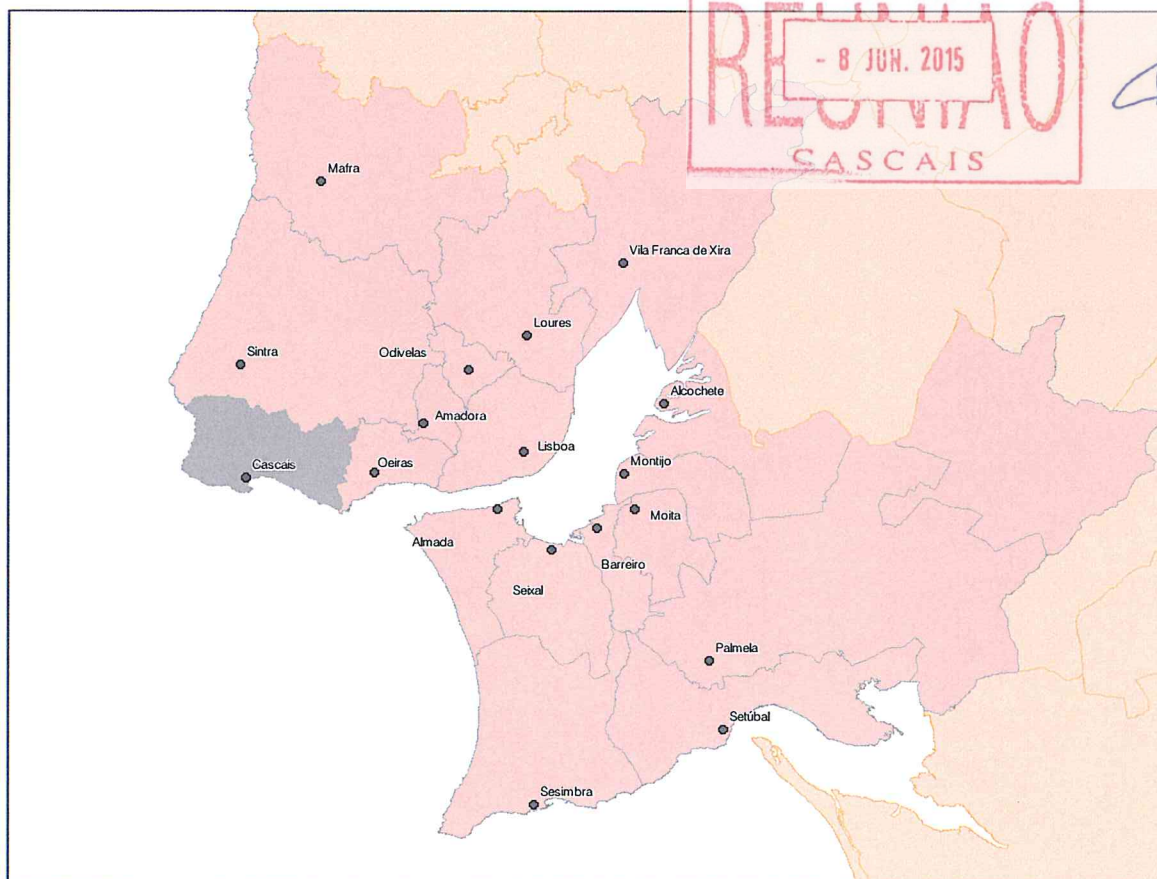 REUNIÃO
- 8 JUN. 2015
CASCAIS
Mafra
Vila Franca de Xira
Loures
Odivelas
Sintra
Alcochete
Amadora
Lisboa
Cascais
Oeiras
Montijo
Moita
Almada
Barreiro
Seixal
Palmela
Setúbal
Sesimbra